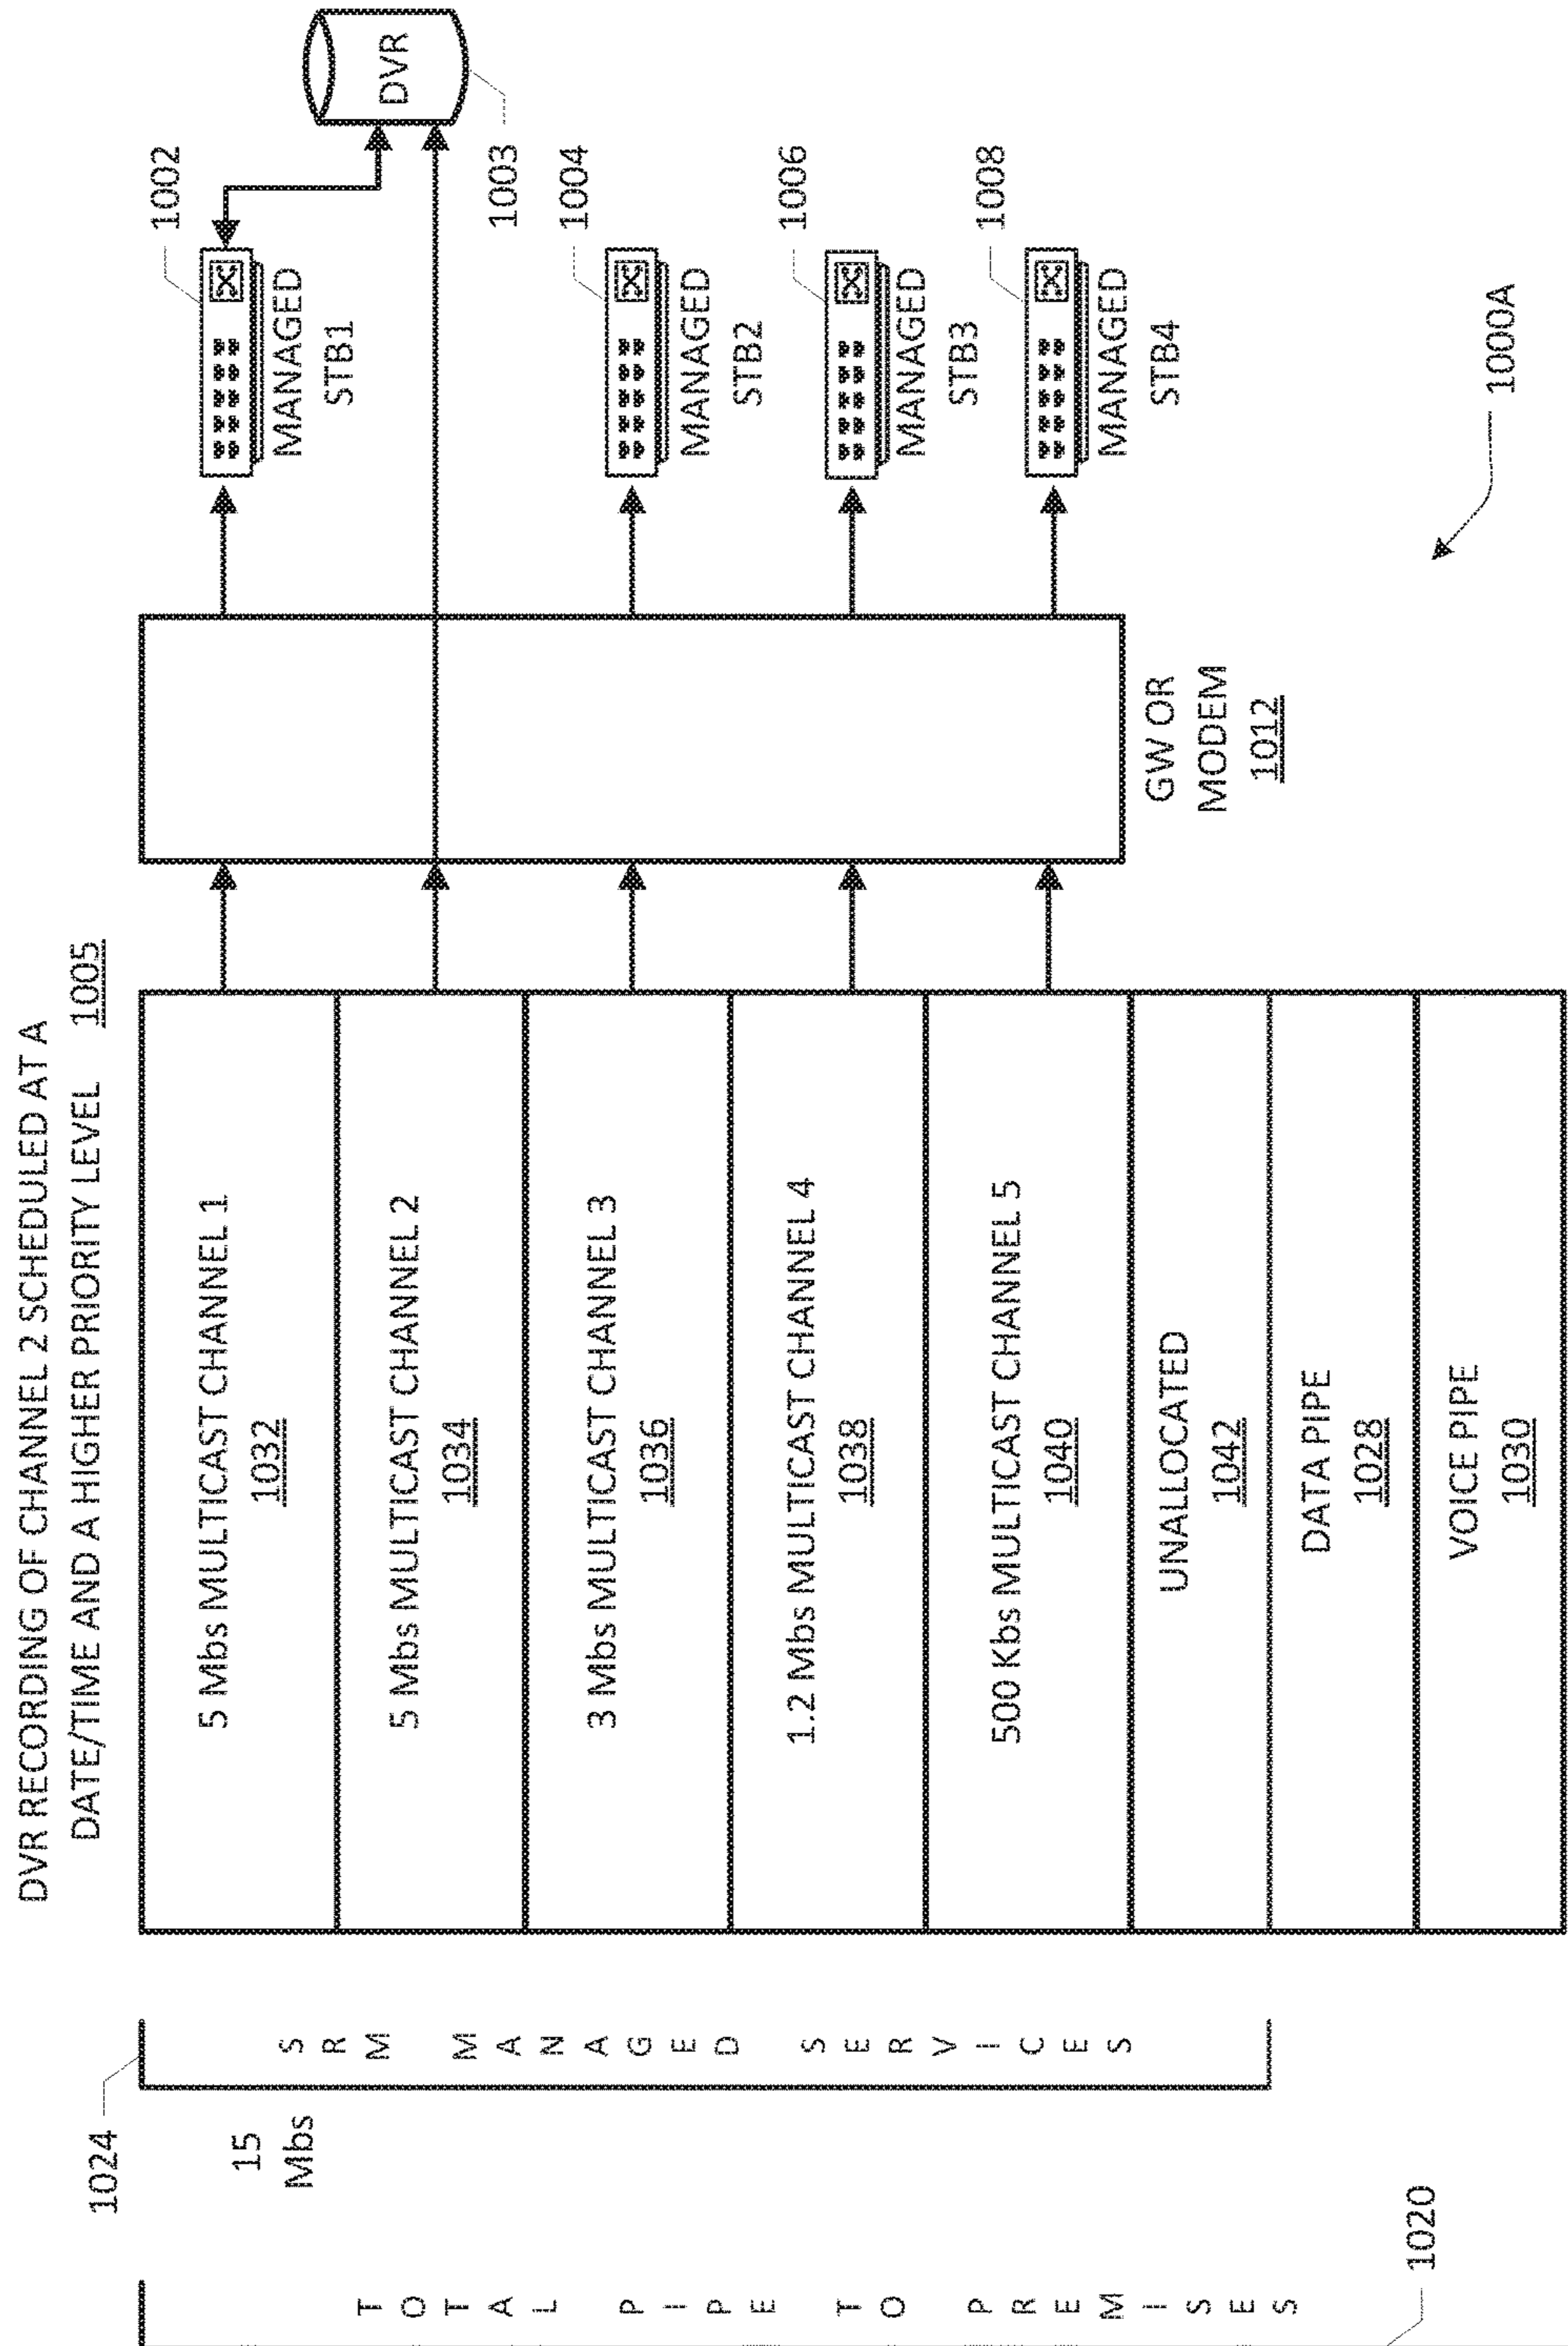 DVR RECORDING OF CHANNEL 2 SCHEDULED AT A
DATE/TIME AND A HIGHER PRIORITY LEVEL 1005
1024
15
Mbs
SRM MANAGED SERVICES
TOTAL PIPE TO PREMISES
1020
5 Mbs MULTICAST CHANNEL 1
1032
5 Mbs MULTICAST CHANNEL 2
1034
3 Mbs MULTICAST CHANNEL 3
1036
1.2 Mbs MULTICAST CHANNEL 4
1038
500 Kbs MULTICAST CHANNEL 5
1040
UNALLOCATED
1042
DATA PIPE
1028
VOICE PIPE
1030
GW OR
MODEM
1012
1002
MANAGED
STB1
DVR
1003
1004
MANAGED
STB2
1006
MANAGED
STB3
1008
MANAGED
STB4
1000A